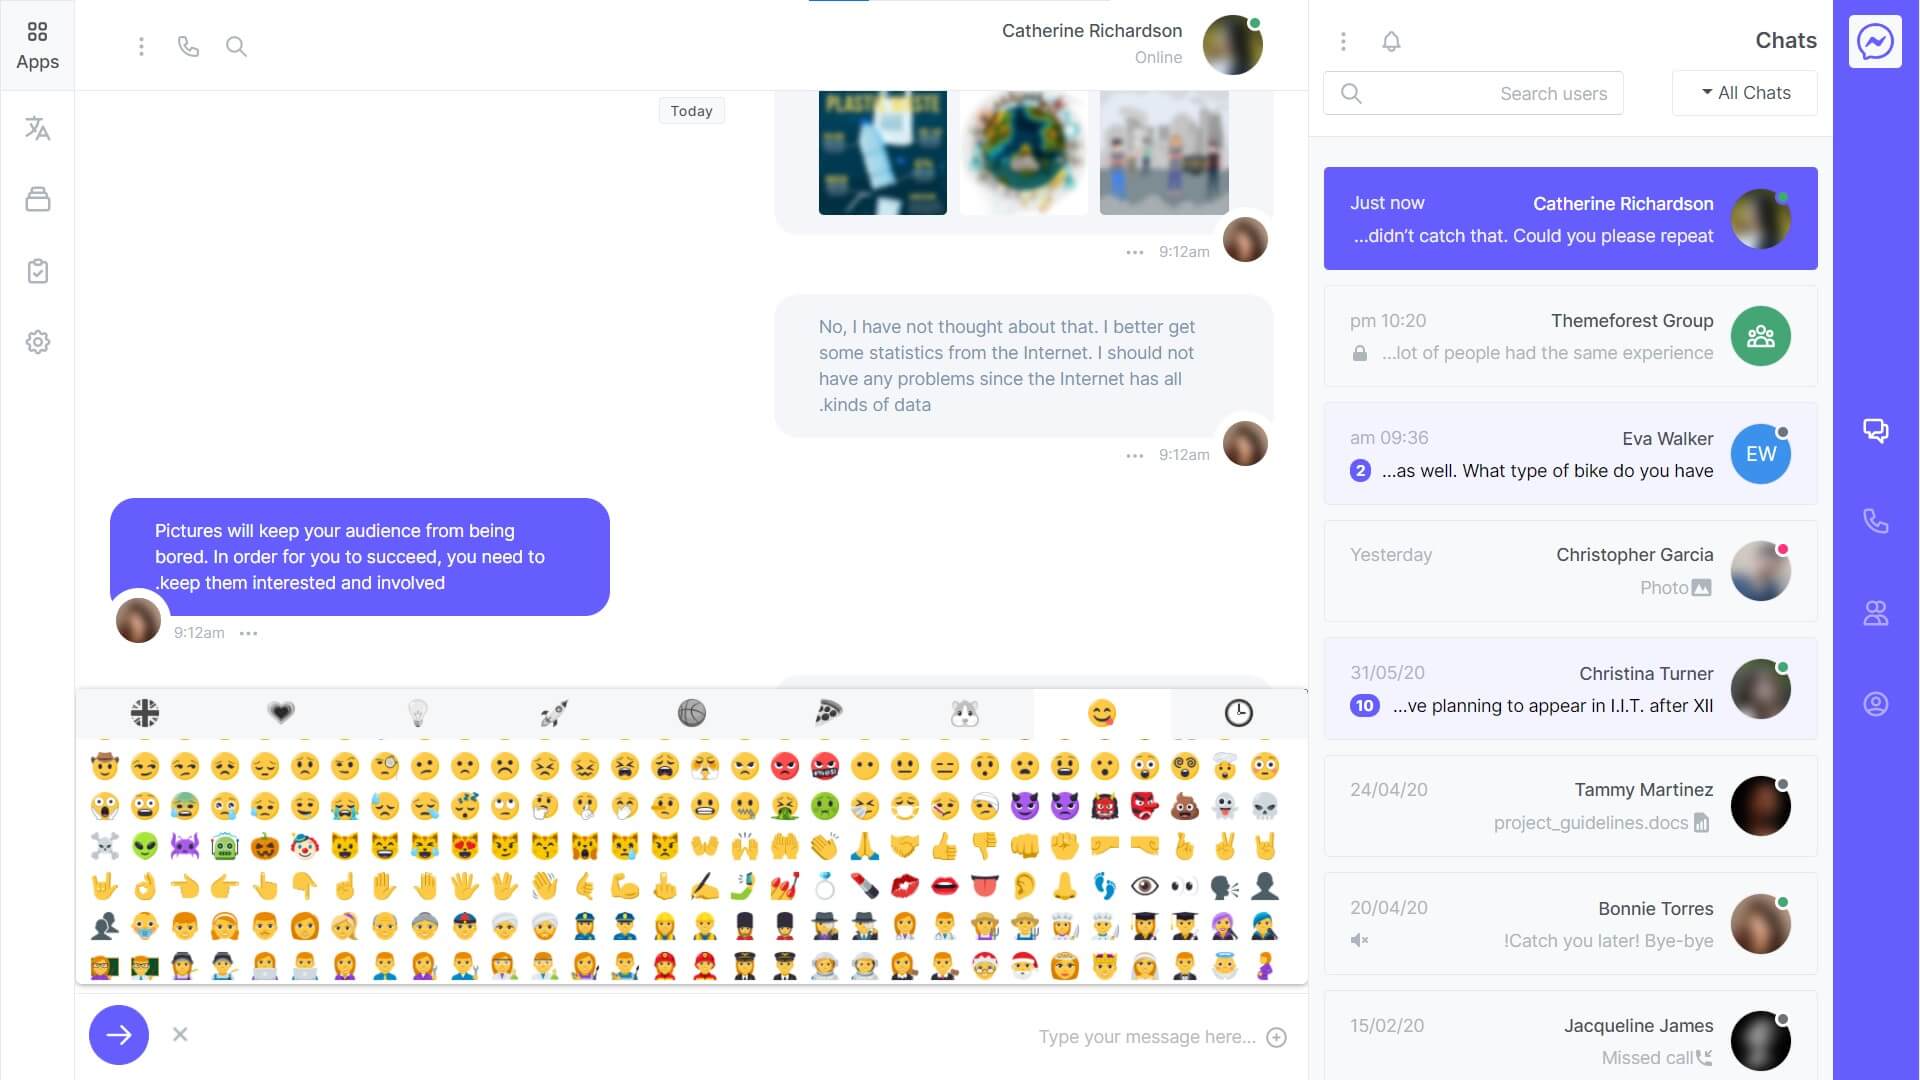 Apps
Catherine Richardson
Online
Today
PLASTIC WASTE
9:12am
No, I have not thought about that. I better get
some statistics from the Internet. I should not
have any problems since the Internet has all
.kinds of data
9:12am
Pictures will keep your audience from being
bored. In order for you to succeed, you need to
.keep them interested and involved
9:12am
Type your message here...
Chats
Search users
All Chats
Just now
Catherine Richardson
...didn’t catch that. Could you please repeat
pm 10:20
Themeforest Group
...lot of people had the same experience
am 09:36
Eva Walker
EW
2
...as well. What type of bike do you have
Yesterday
Christopher Garcia
Photo
31/05/20
Christina Turner
10
...ve planning to appear in I.I.T. after XII
24/04/20
Tammy Martinez
project_guidelines.docs
20/04/20
Bonnie Torres
!Catch you later! Bye-bye
15/02/20
Jacqueline James
Missed call